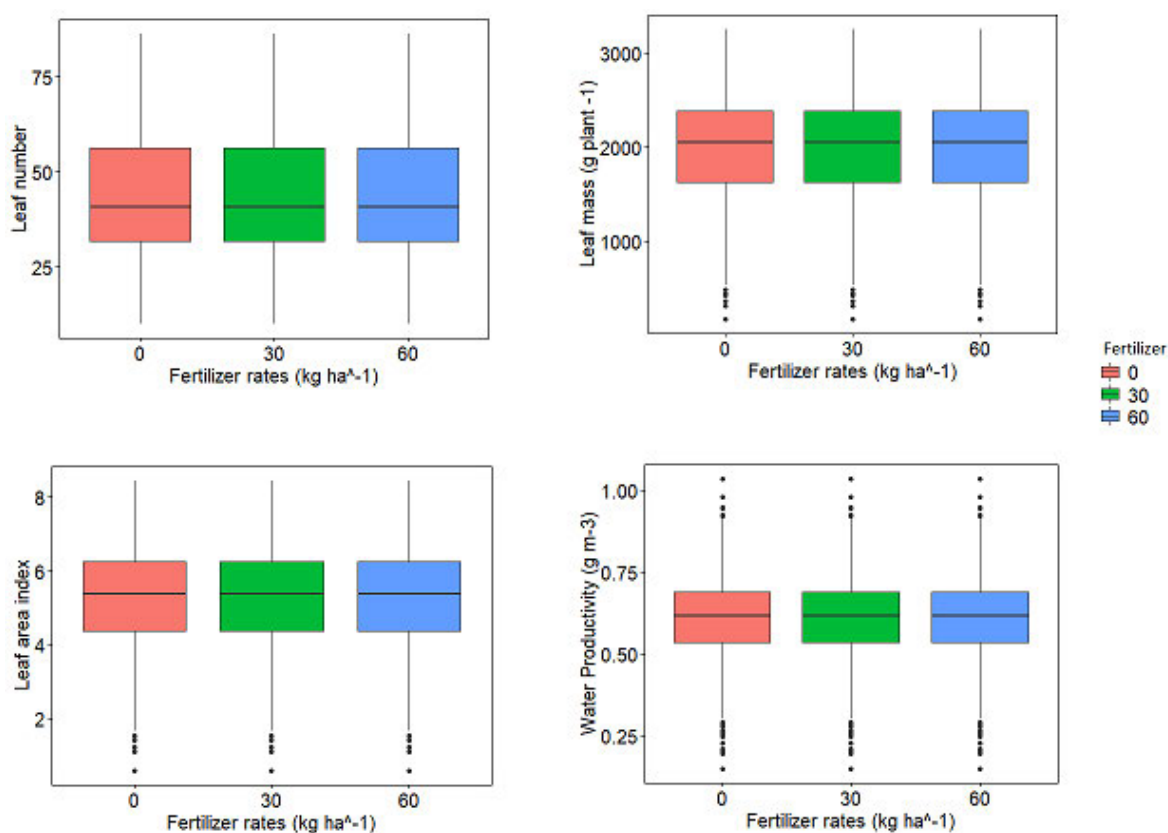 Leaf number
75
50
25
0 30 60
Fertilizer rates (kg ha^-1)
Leaf mass (g plant -1)
3000
2000
1000
0 30 60
Fertilizer rates (kg ha^-1)
Fertilizer
0
30
60
Leaf area index
8
6
4
2
0 30 60
Fertilizer rates (kg ha^-1)
Water Productivity (g m-3)
1.00
0.75
0.50
0.25
0 30 60
Fertilizer rates (kg ha^-1)